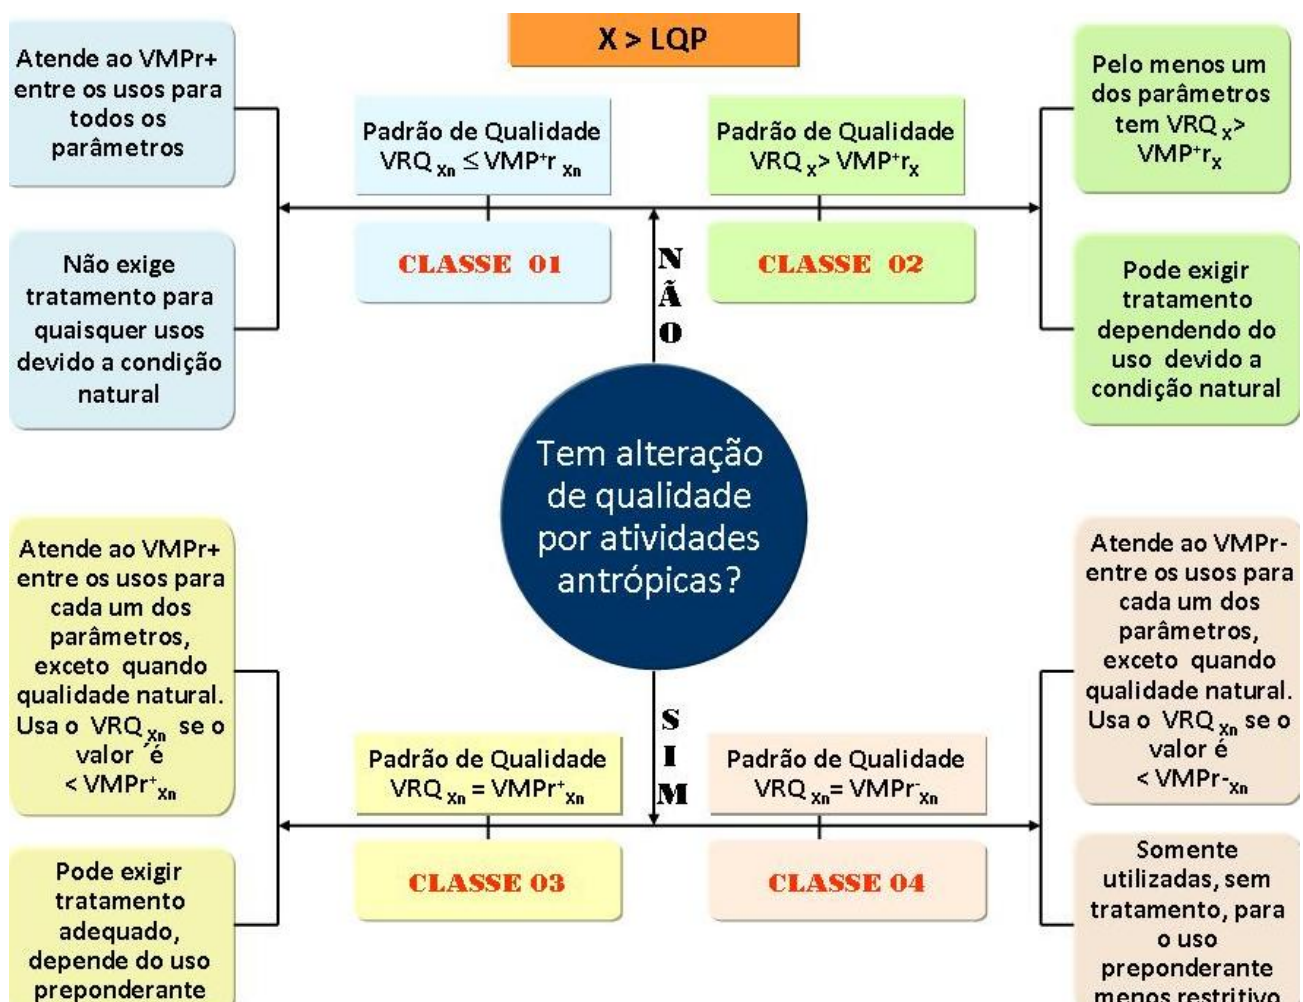 X > LQP
Atende ao VMPr+
entre os usos para
todos os
parâmetros
Não exige
tratamento para
quaisquer usos
devido a condição
natural
Padrão de Qualidade
VRQ Xn ≤ VMP⁺r Xn
CLASSE 01
NÃO
Padrão de Qualidade
VRQ X> VMP⁺rX
CLASSE 02
Pelo menos um
dos parâmetros
tem VRQ X>
VMP⁺rX
Pode exigir
tratamento
dependendo do
uso devido a
condição natural
Tem alteração
de qualidade
por atividades
antrópicas?
Atende ao VMPr+
entre os usos para
cada um dos
parâmetros,
exceto quando
qualidade natural.
Usa o VRQ Xn se o
valor ´é
< VMPr⁺Xn
Pode exigir
tratamento
adequado,
depende do uso
preponderante
Padrão de Qualidade
VRQ Xn = VMPr⁺Xn
CLASSE 03
SIM
Padrão de Qualidade
VRQ Xn= VMPr⁻Xn
CLASSE 04
Atende ao VMPr-
entre os usos para
cada um dos
parâmetros,
exceto quando
qualidade natural.
Usa o VRQ Xn se o
valor é
< VMPr-Xn
Somente
utilizadas, sem
tratamento, para
o uso
preponderante
menos restritivo